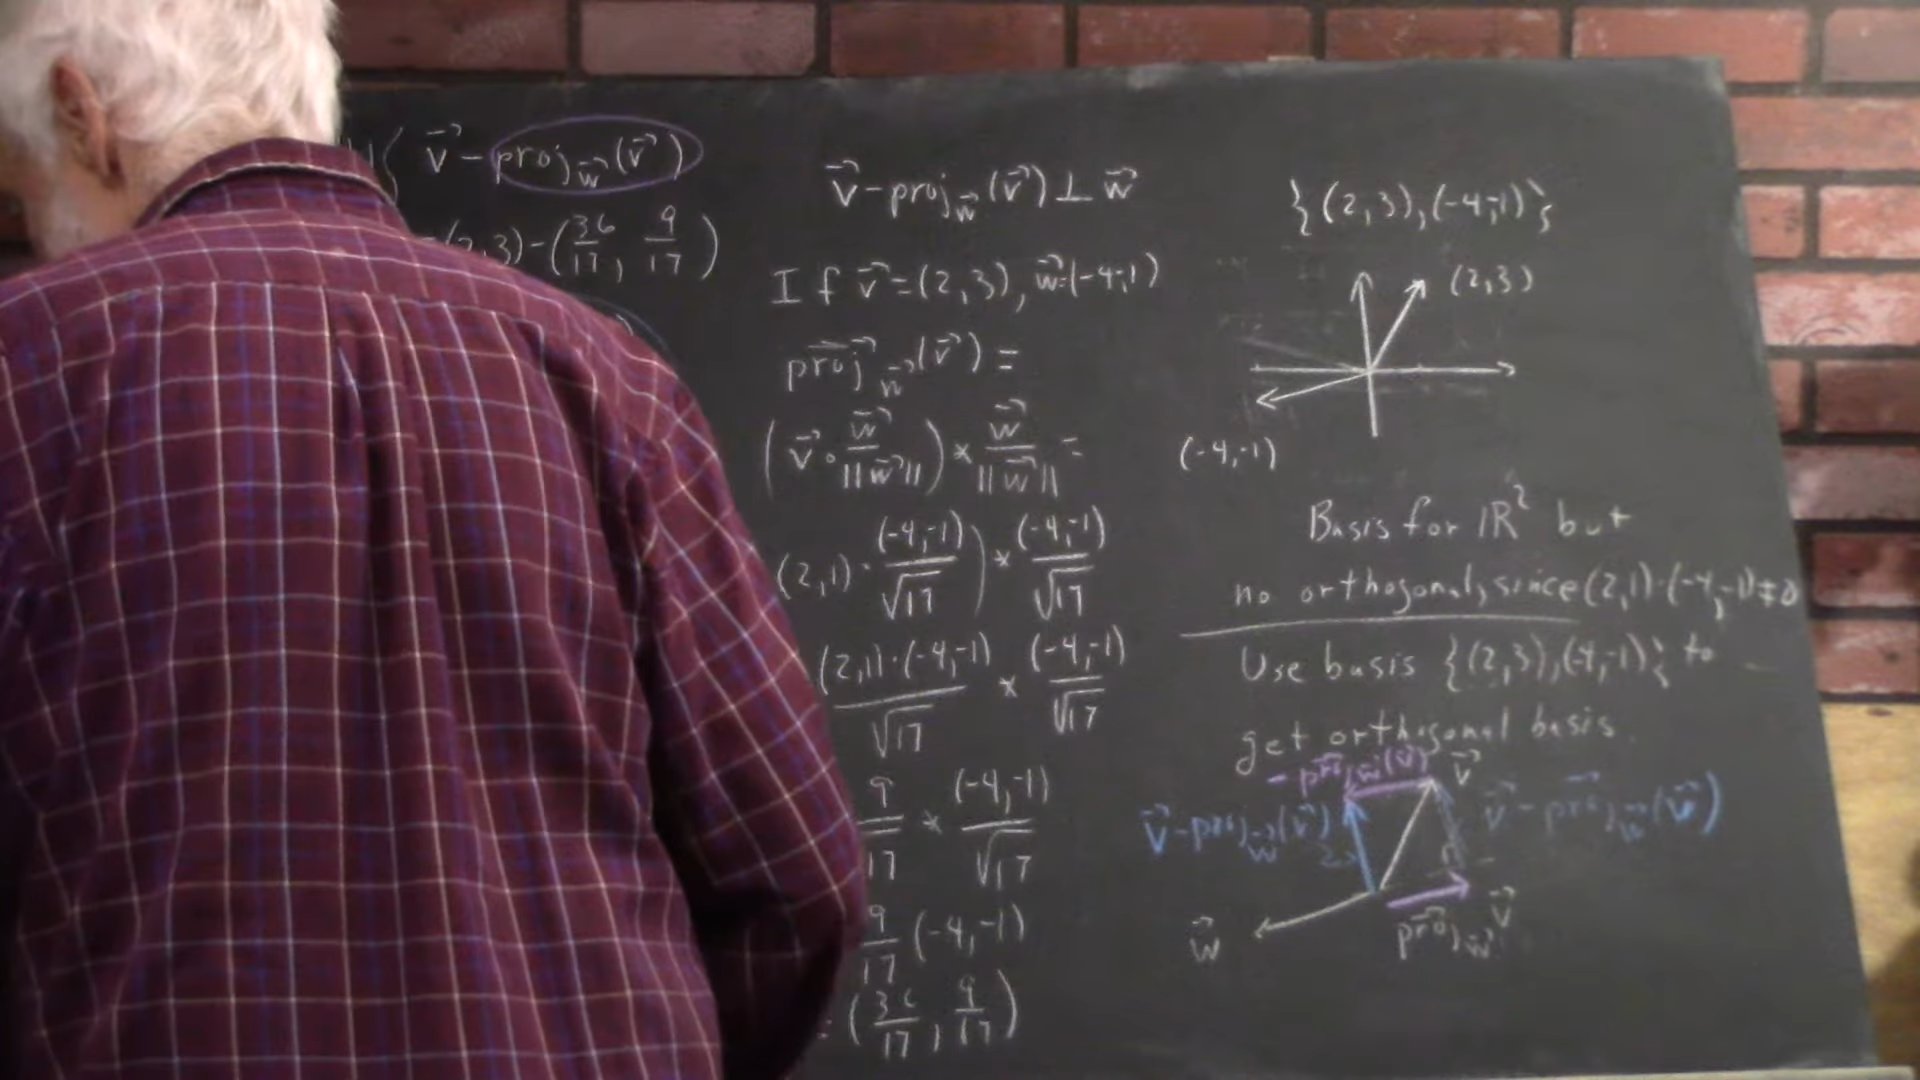 v⃗ - proj_w⃗(v⃗)
(2,3)-(36/17, 9/17)
v⃗ - proj_w⃗(v⃗) ⊥ w⃗
If v⃗=(2,3), w⃗=(-4,-1)
proj_w⃗(v⃗) =
(v⃗ · w⃗/||w⃗||) * w⃗/||w⃗|| =
(2,1) · (-4,-1)/√17) * (-4,-1)/√17
(2,1)·(-4,-1)/√17 * (-4,-1)/√17
9/17 * (-4,-1)/√17
9/17 (-4,-1)
= (36/17, 9/17)
{(2,3),(-4,-1)}
(2,3)
(-4,-1)
Basis for ℝ² but
no orthogonal, since (2,1)·(-4,-1)≠0
Use basis {(2,3),(-4,-1)} to
get orthogonal basis.
- proj_w⃗(v⃗)
v⃗
v⃗ - proj_w⃗(v⃗)
v⃗ - proj_w⃗(v⃗)
w⃗
proj_w⃗ v⃗